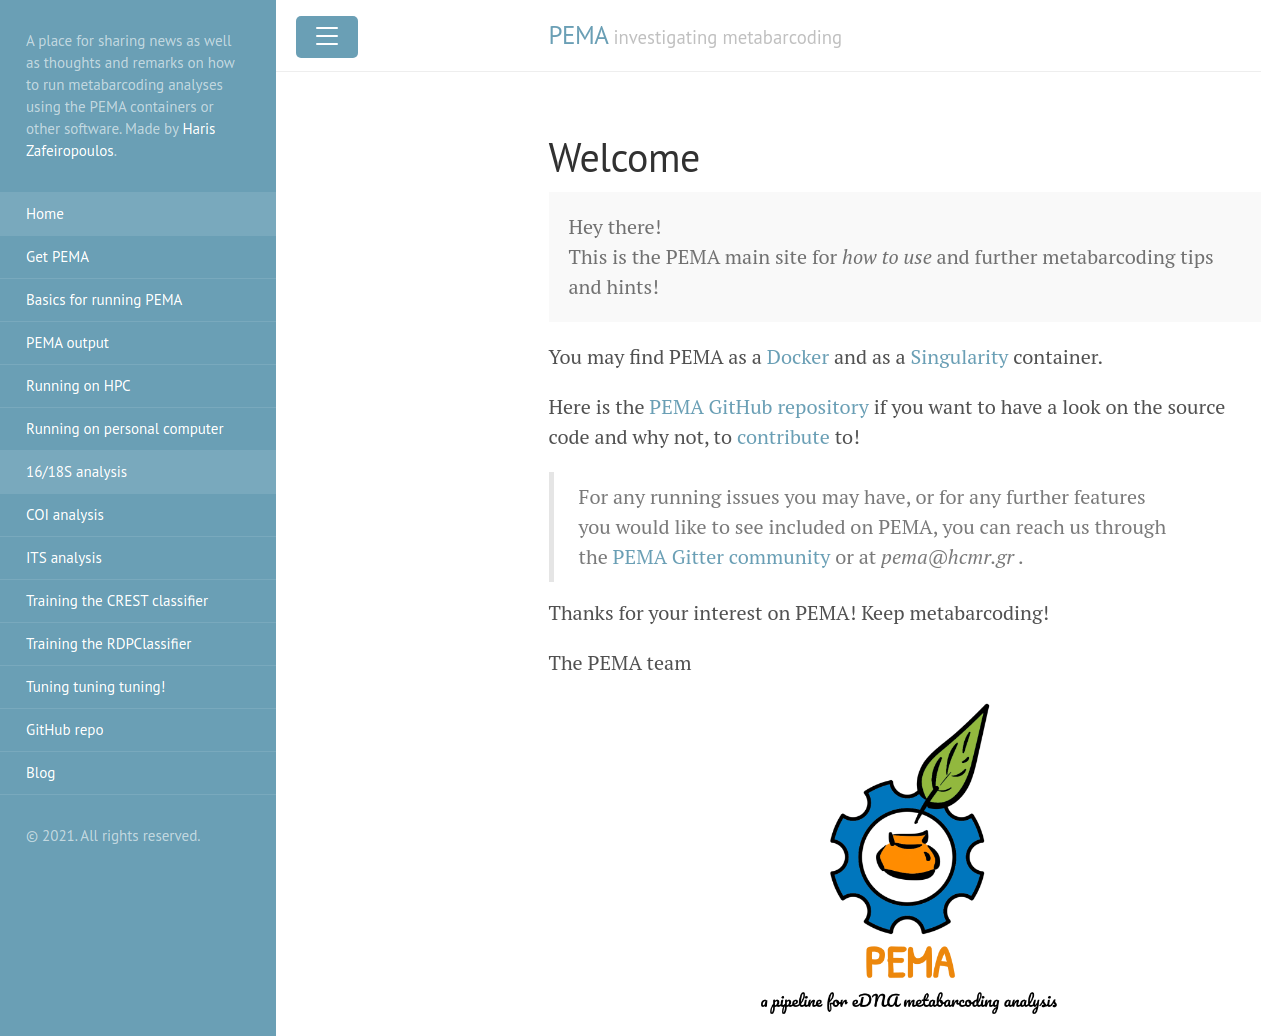 A place for sharing news as well
as thoughts and remarks on how
to run metabarcoding analyses
using the PEMA containers or
other software. Made by Haris
Zafeiropoulos.
Home
Get PEMA
Basics for running PEMA
PEMA output
Running on HPC
Running on personal computer
16/18S analysis
COI analysis
ITS analysis
Training the CREST classifier
Training the RDPClassifier
Tuning tuning tuning!
GitHub repo
Blog
© 2021. All rights reserved.
PEMA investigating metabarcoding
Welcome
Hey there!
This is the PEMA main site for how to use and further metabarcoding tips
and hints!
You may find PEMA as a Docker and as a Singularity container.
Here is the PEMA GitHub repository if you want to have a look on the source
code and why not, to contribute to!
For any running issues you may have, or for any further features
you would like to see included on PEMA, you can reach us through
the PEMA Gitter community or at pema@hcmr.gr .
Thanks for your interest on PEMA! Keep metabarcoding!
The PEMA team
PEMA
a pipeline for eDNA metabarcoding analysis